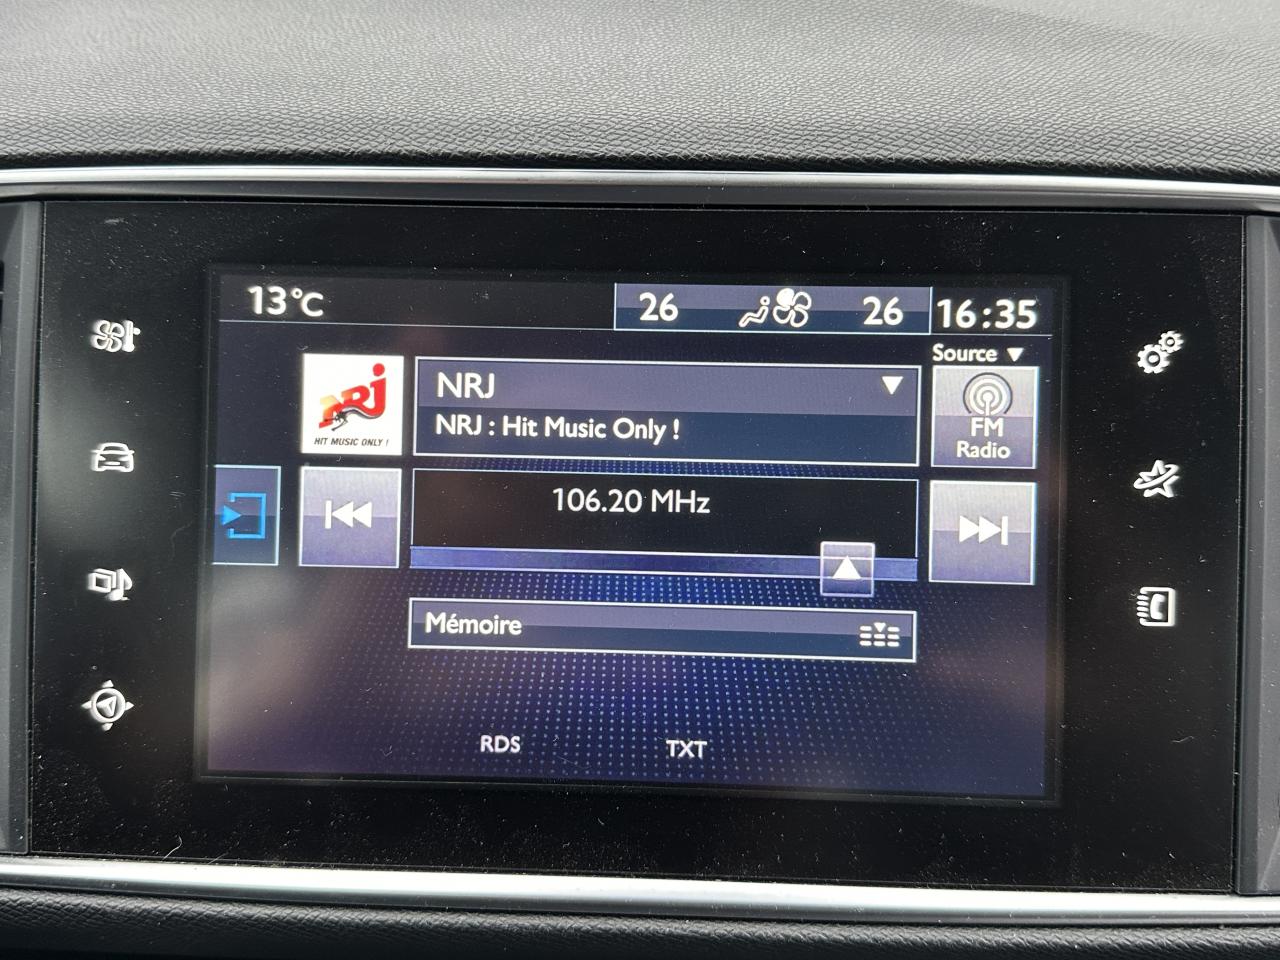 13°C
26
26
16:35
Source
NRJ
HIT MUSIC ONLY !
NRJ
NRJ : Hit Music Only !
FM
Radio
106.20 MHz
Mémoire
RDS
TXT